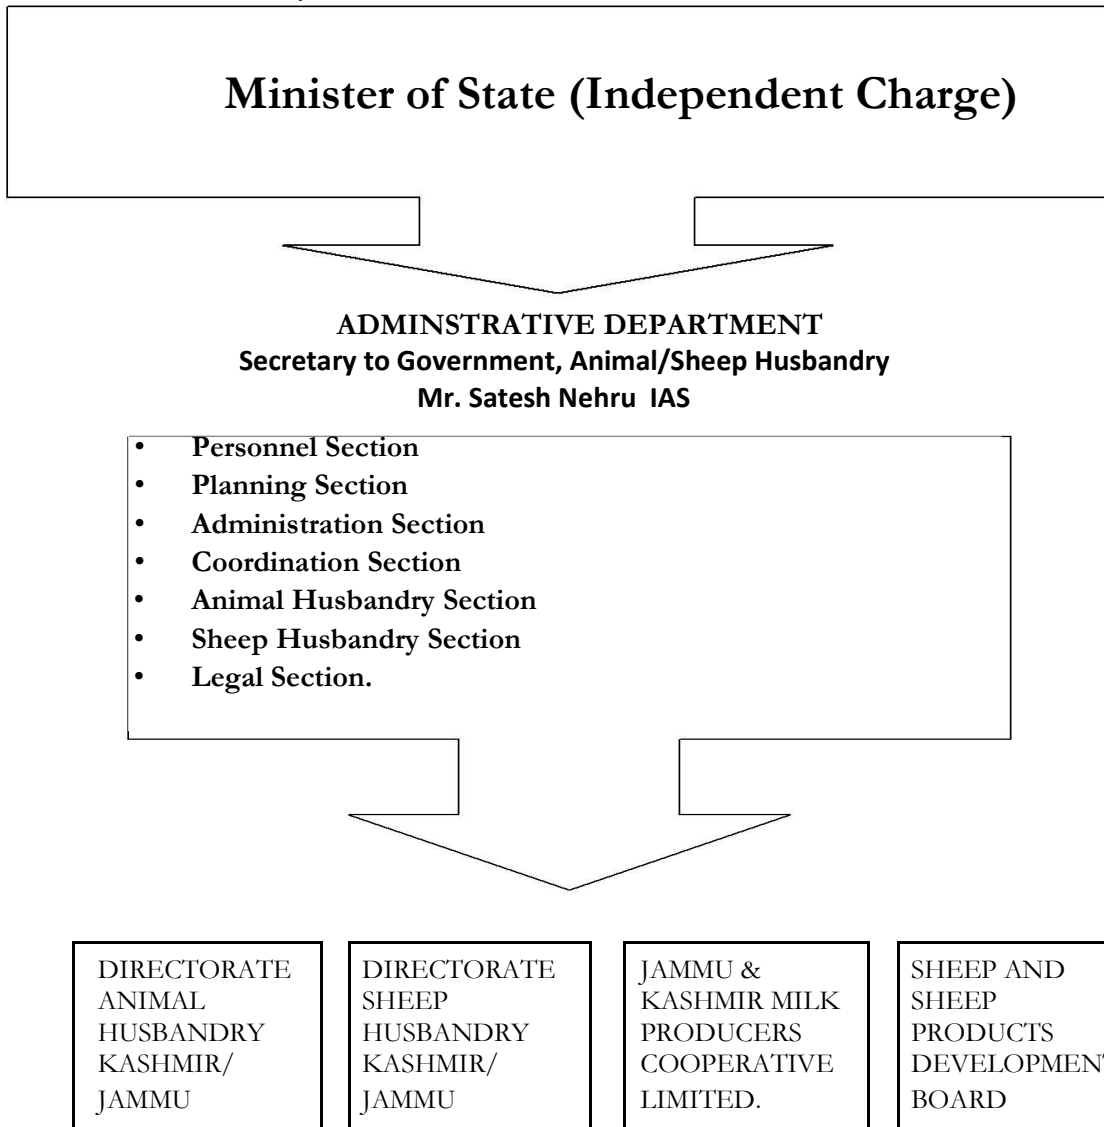 Minister of State (Independent Charge)
ADMINSTRATIVE DEPARTMENT
Secretary to Government, Animal/Sheep Husbandry
Mr. Satesh Nehru IAS
• Personnel Section
• Planning Section
• Administration Section
• Coordination Section
• Animal Husbandry Section
• Sheep Husbandry Section
• Legal Section.
DIRECTORATE
ANIMAL
HUSBANDRY
KASHMIR/
JAMMU
DIRECTORATE
SHEEP
HUSBANDRY
KASHMIR/
JAMMU
JAMMU &
KASHMIR MILK
PRODUCERS
COOPERATIVE
LIMITED.
SHEEP AND
SHEEP
PRODUCTS
DEVELOPMENT
BOARD